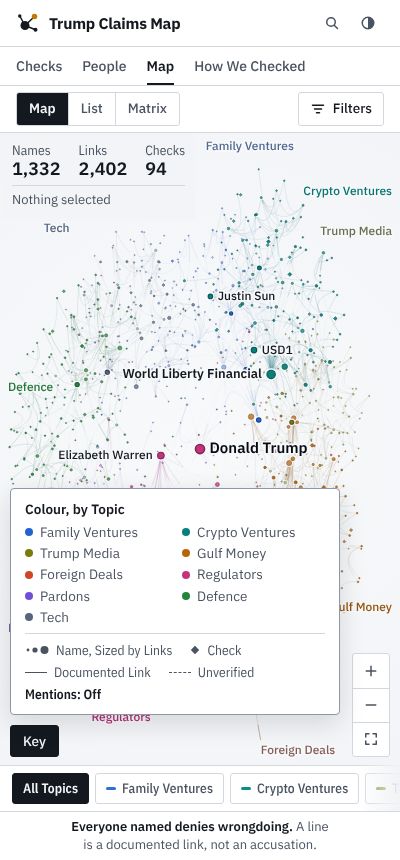 Trump Claims Map
Checks People Map How We Checked
Map List Matrix Filters
Names Links Checks
1,332 2,402 94
Nothing selected
Family Ventures
Crypto Ventures
Trump Media
Tech
Justin Sun
USD1
World Liberty Financial
Defence
Donald Trump
Elizabeth Warren
Colour, by Topic
Family Ventures Crypto Ventures
Trump Media Gulf Money
Foreign Deals Regulators
Pardons Defence
Tech
Name, Sized by Links Check
Documented Link Unverified
Mentions: Off
ulf Money
Regulators
Key
Foreign Deals
All Topics Family Ventures Crypto Ventures
Everyone named denies wrongdoing. A line
is a documented link, not an accusation.